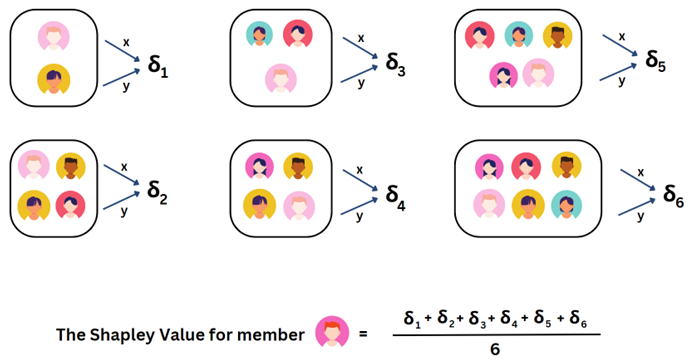 x
y
δ1
x
y
δ3
x
y
δ5
x
y
δ2
x
y
δ4
x
y
δ6
The Shapley Value for member = 
δ1 + δ2 + δ3 + δ4 + δ5 + δ6
6